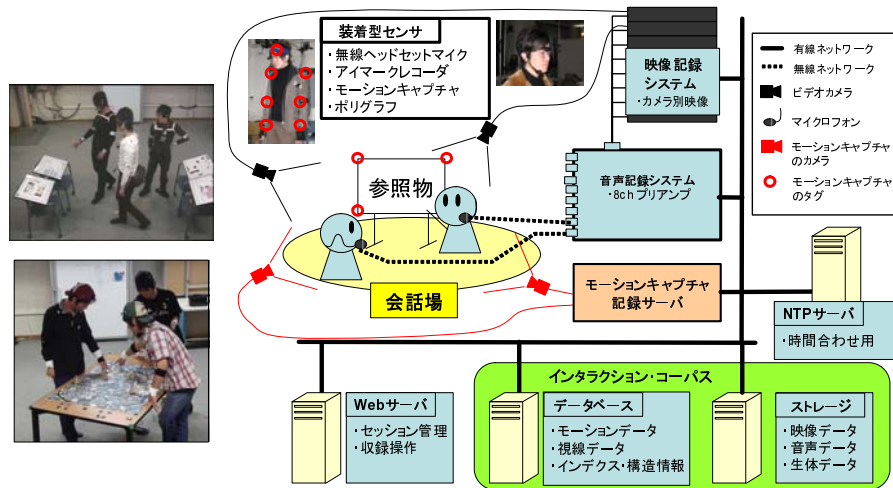 装着型センサ
・無線ヘッドセットマイク
・アイマークレコーダ
・モーションキャプチャ
・ポリグラフ
映像記録
システム
・カメラ別映像
有線ネットワーク
無線ネットワーク
ビデオカメラ
マイクロフォン
モーションキャプチャ
のカメラ
モーションキャプチャ
のタグ
参照物
音声記録システム
・8chプリアンプ
会話場
モーションキャプチャ
記録サーバ
NTPサーバ
・時間合わせ用
インタラクション・コーパス
Webサーバ
・セッション管理
・収録操作
データベース
・モーションデータ
・視線データ
・インデクス・構造情報
ストレージ
・映像データ
・音声データ
・生体データ